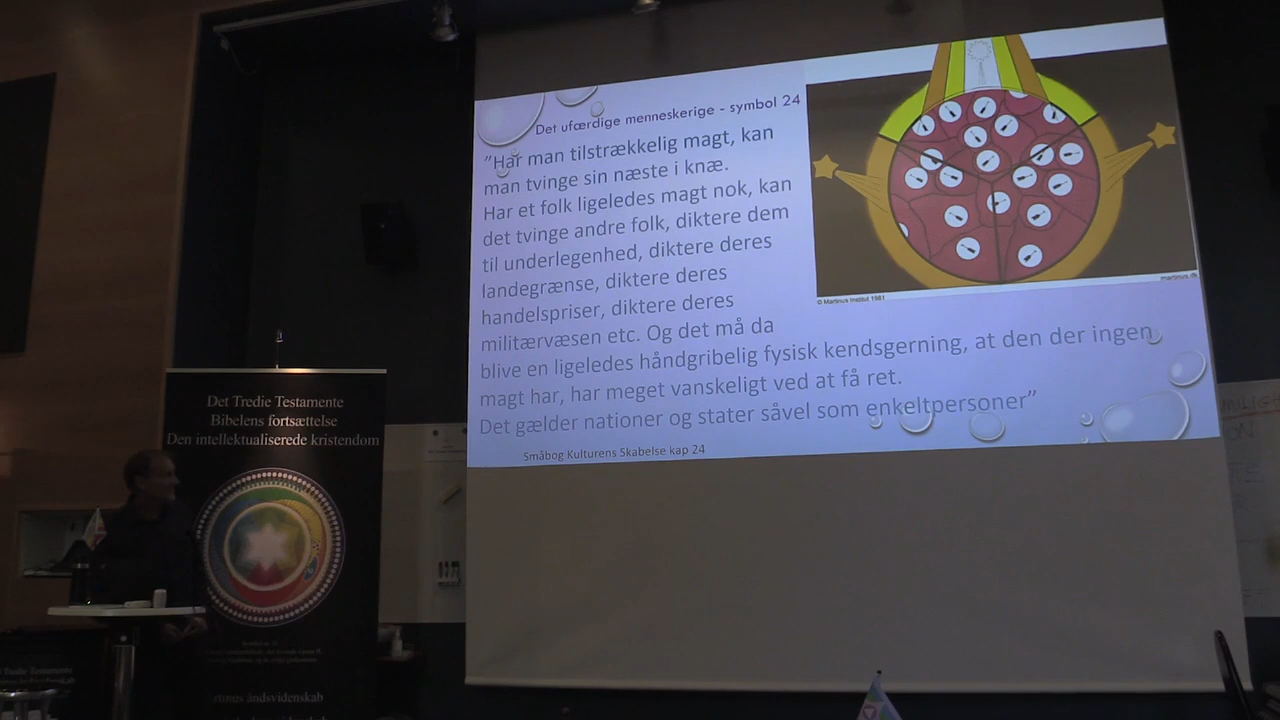 Det ufærdige menneskerige - symbol 24
”Har man tilstrækkelig magt, kan
man tvinge sin næste i knæ.
Har et folk ligeledes magt nok, kan
det tvinge andre folk, diktere dem
til underlegenhed, diktere deres
landegrænse, diktere deres
handelspriser, diktere deres
militærvæsen etc. Og det må da
blive en ligeledes håndgribelig fysisk kendsgerning, at den der ingen
magt har, har meget vanskeligt ved at få ret.
Det gælder nationer og stater såvel som enkeltpersoner”
Småbog Kulturens Skabelse kap 24
© Martinus Institut 1981
martinus.dk
Det Tredie Testamente
Bibelens fortsættelse
Den intellektualiserede kristendom
rtinus åndsvidenskab
Tredie Testamente